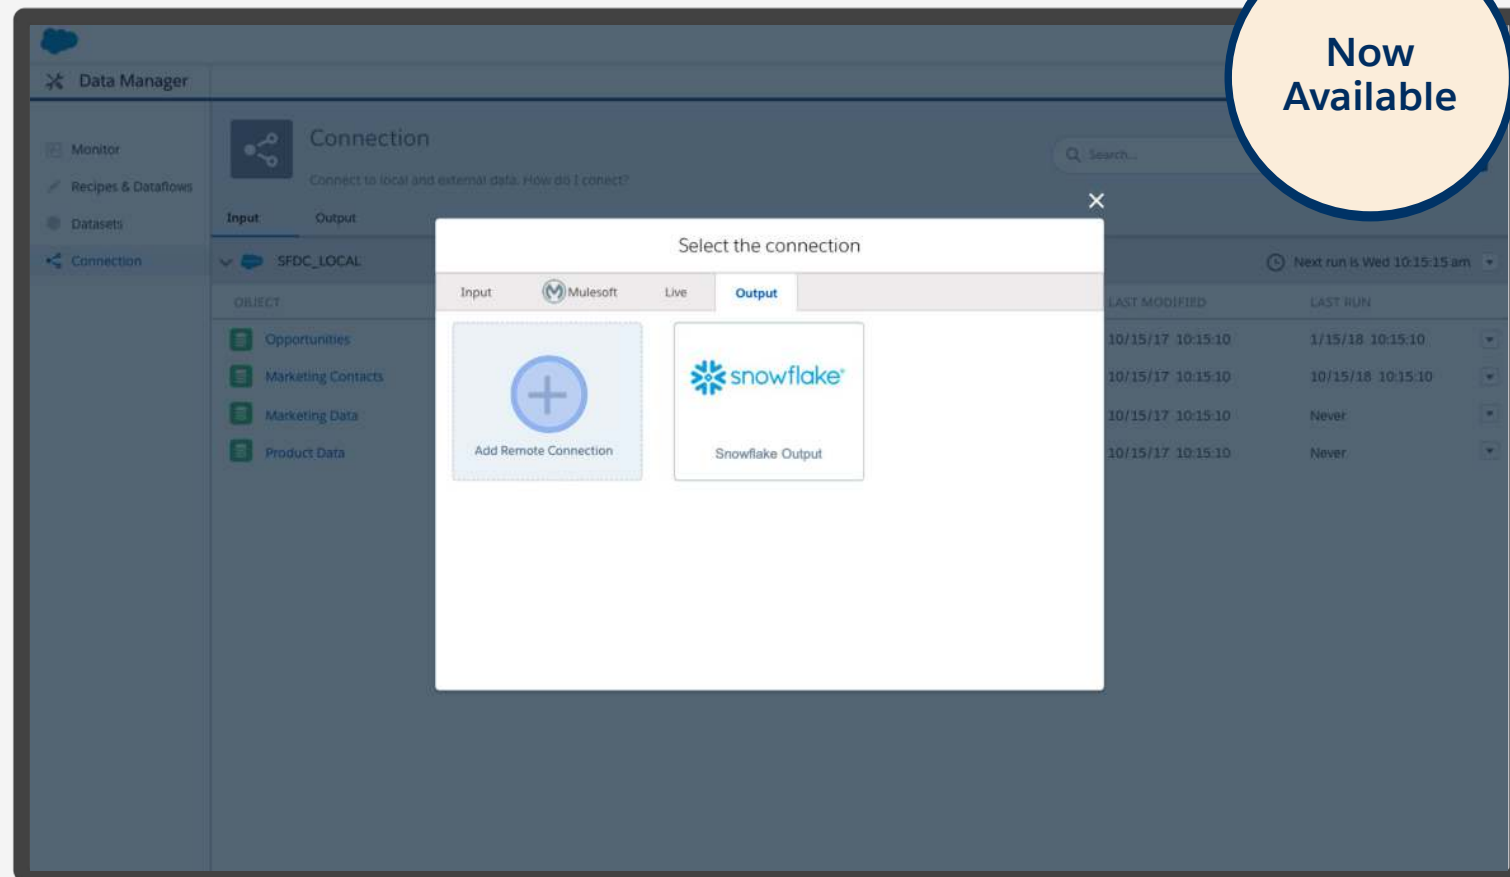 Now
Available
Data Manager
Monitor
Recipes & Dataflows
Datasets
Connection
Connection
Connect to local and external data. How do I conect?
Search...
Input Output
SFDC_LOCAL
Next run is Wed 10:15:15 am
OBJECT LAST MODIFIED LAST RUN
Opportunities 10/15/17 10:15:10 1/15/18 10:15:10
Marketing Contacts 10/15/17 10:15:10 10/15/18 10:15:10
Marketing Data 10/15/17 10:15:10 Never
Product Data 10/15/17 10:15:10 Never
Select the connection
Input Mulesoft Live Output
snowflake®
Add Remote Connection Snowflake Output